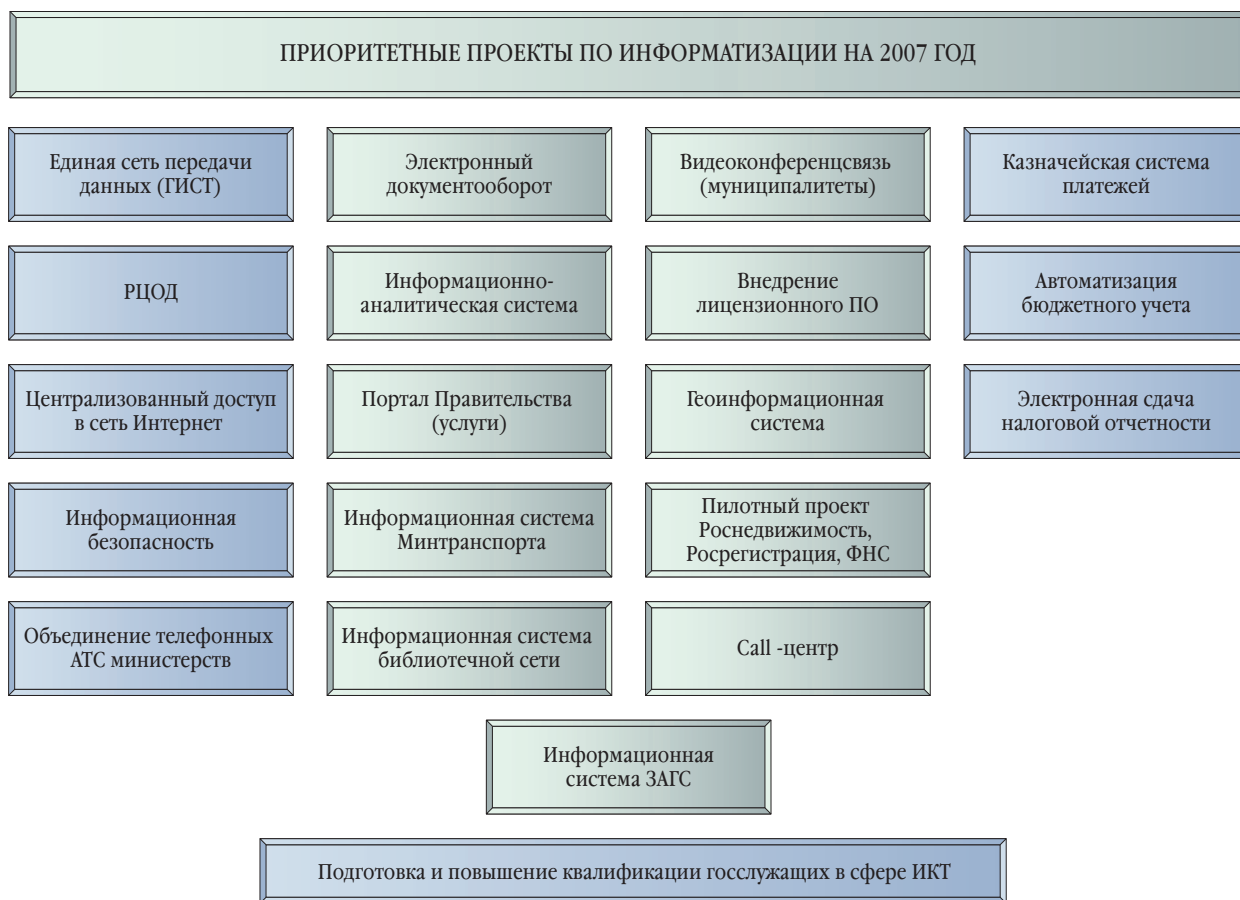 ПРИОРИТЕТНЫЕ ПРОЕКТЫ ПО ИНФОРМАТИЗАЦИИ НА 2007 ГОД
Единая сеть передачи
данных (ГИСТ)
Электронный
документооборот
Видеоконференцсвязь
(муниципалитеты)
Казначейская система
платежей
РЦОД
Информационно-
аналитическая система
Внедрение
лицензионного ПО
Автоматизация
бюджетного учета
Централизованный доступ
в сеть Интернет
Портал Правительства
(услуги)
Геоинформационная
система
Электронная сдача
налоговой отчетности
Информационная
безопасность
Информационная система
Минтранспорта
Пилотный проект
Роснедвижимость,
Росрегистрация, ФНС
Объединение телефонных
АТС министерств
Информационная система
библиотечной сети
Call -центр
Информационная
система ЗАГС
Подготовка и повышение квалификации госслужащих в сфере ИКТ